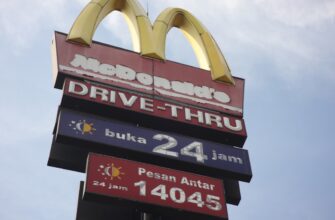 McDonald's
DRIVE-THRU
buka 24 jam
Pesan Antar
24 jam 14045